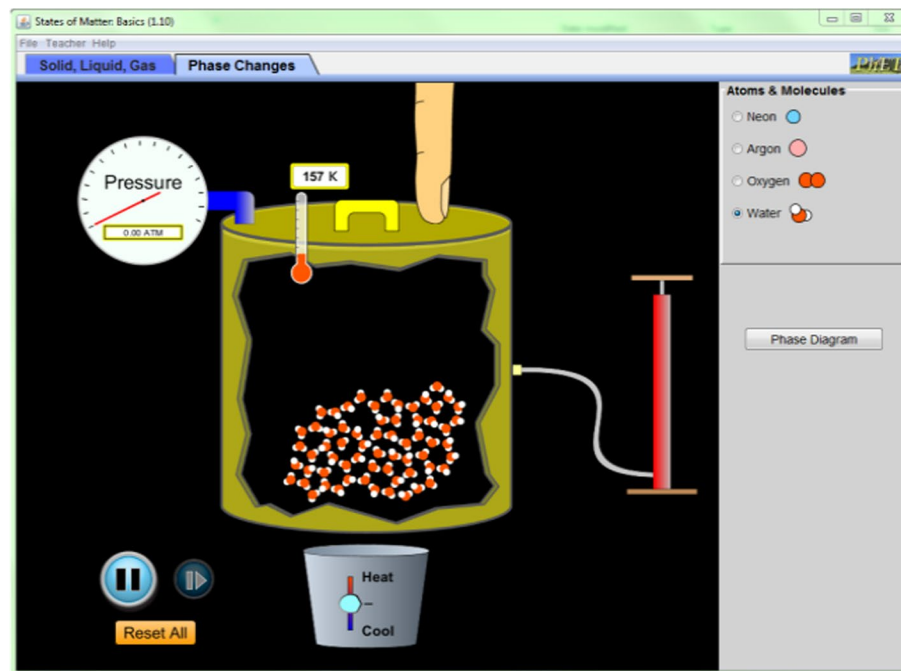 States of Matter: Basics (1.10)
File Teacher Help
Solid, Liquid, Gas
Phase Changes
PhET
Atoms & Molecules
Neon
Argon
Oxygen
Water
157 K
Pressure
0.00 ATM
Phase Diagram
Heat
Cool
Reset All